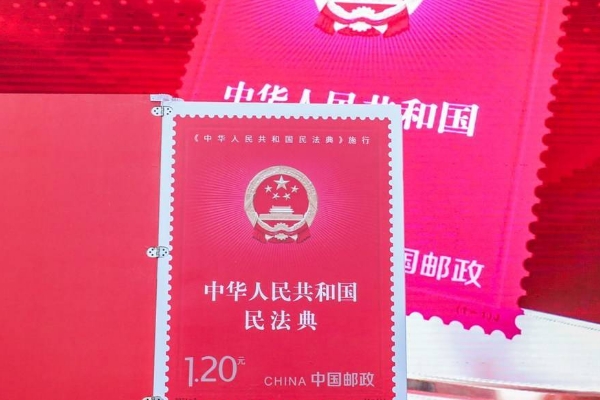 中华人民共和国
中国邮政
(1-1)J
《中华人民共和国民法典》施行
中华人民共和国
民法典
1.20元
CHINA 中国邮政